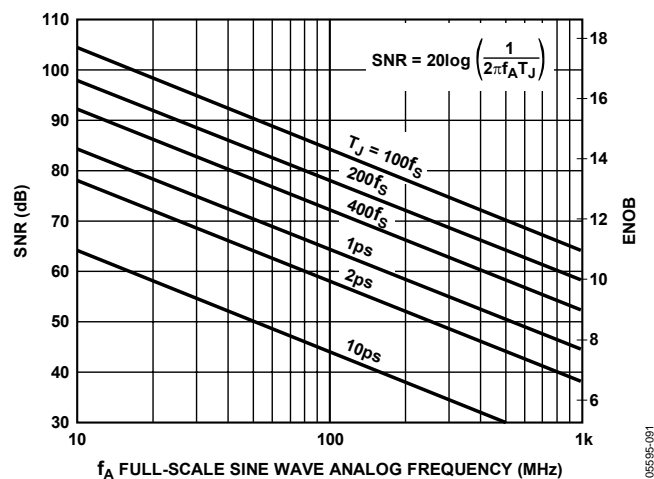 110
100
90
80
70
60
50
40
30
SNR (dB)
18
16
14
12
10
8
6
ENOB
SNR = 20log (1/2πfATJ)
TJ = 100fS
200fS
400fS
1ps
2ps
10ps
10
100
1k
fA FULL-SCALE SINE WAVE ANALOG FREQUENCY (MHz)
05595-091